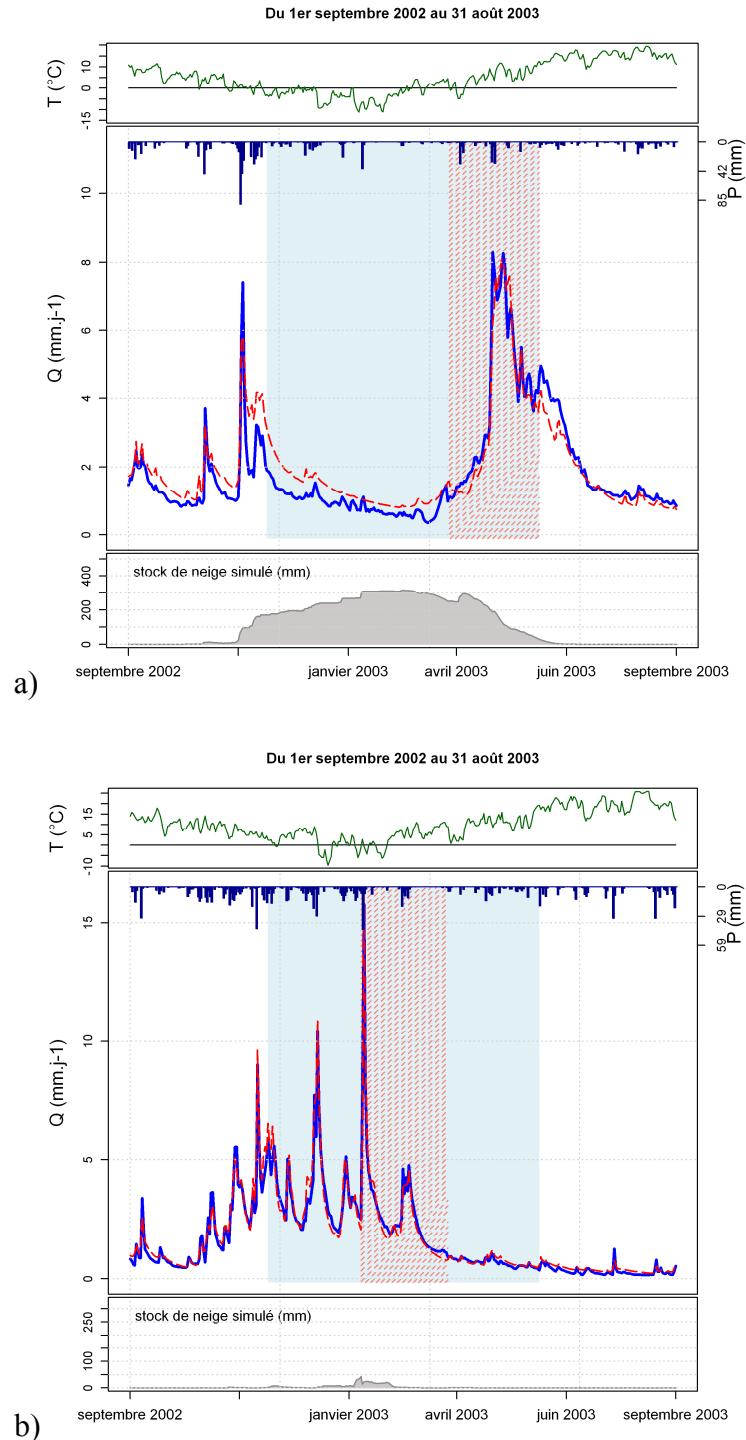 Du 1er septembre 2002 au 31 août 2003
T (°C)
10
0
-15
Q (mm.j-1)
10
8
6
4
2
0
P (mm)
0
42
85
stock de neige simulé (mm)
400
200
0
septembre 2002 janvier 2003 avril 2003 juin 2003 septembre 2003
a)
Du 1er septembre 2002 au 31 août 2003
T (°C)
15
5
-10
Q (mm.j-1)
15
10
5
0
P (mm)
0
29
59
stock de neige simulé (mm)
250
100
0
septembre 2002 janvier 2003 avril 2003 juin 2003 septembre 2003
b)